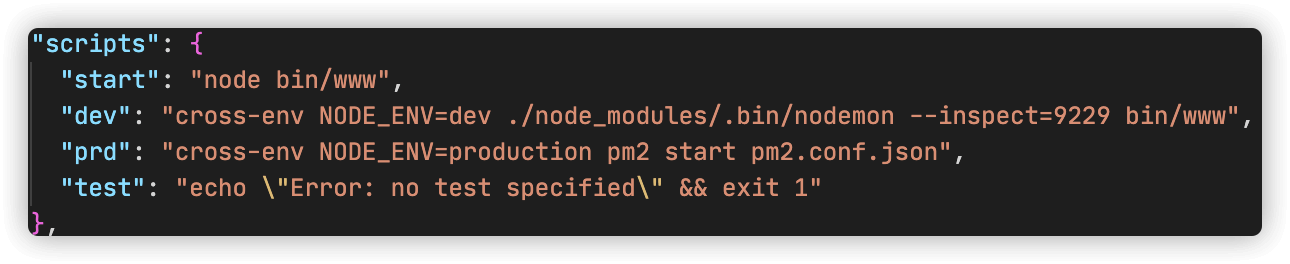 "scripts": {
  "start": "node bin/www",
  "dev": "cross-env NODE_ENV=dev ./node_modules/.bin/nodemon --inspect=9229 bin/www",
  "prd": "cross-env NODE_ENV=production pm2 start pm2.conf.json",
  "test": "echo \"Error: no test specified\" && exit 1"
},